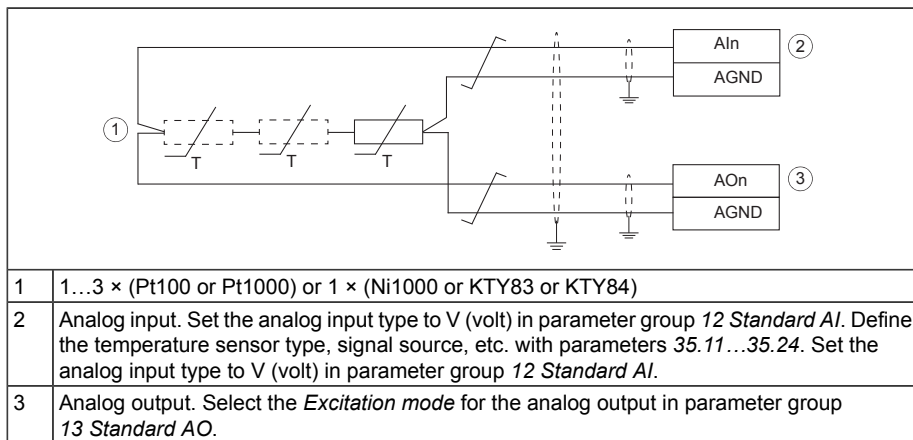 AIn
2
AGND
1
T
T
T
AOn
3
AGND
1 1…3 × (Pt100 or Pt1000) or 1 × (Ni1000 or KTY83 or KTY84)
2 Analog input. Set the analog input type to V (volt) in parameter group 12 Standard AI. Define
the temperature sensor type, signal source, etc. with parameters 35.11…35.24. Set the
analog input type to V (volt) in parameter group 12 Standard AI.
3 Analog output. Select the Excitation mode for the analog output in parameter group
13 Standard AO.